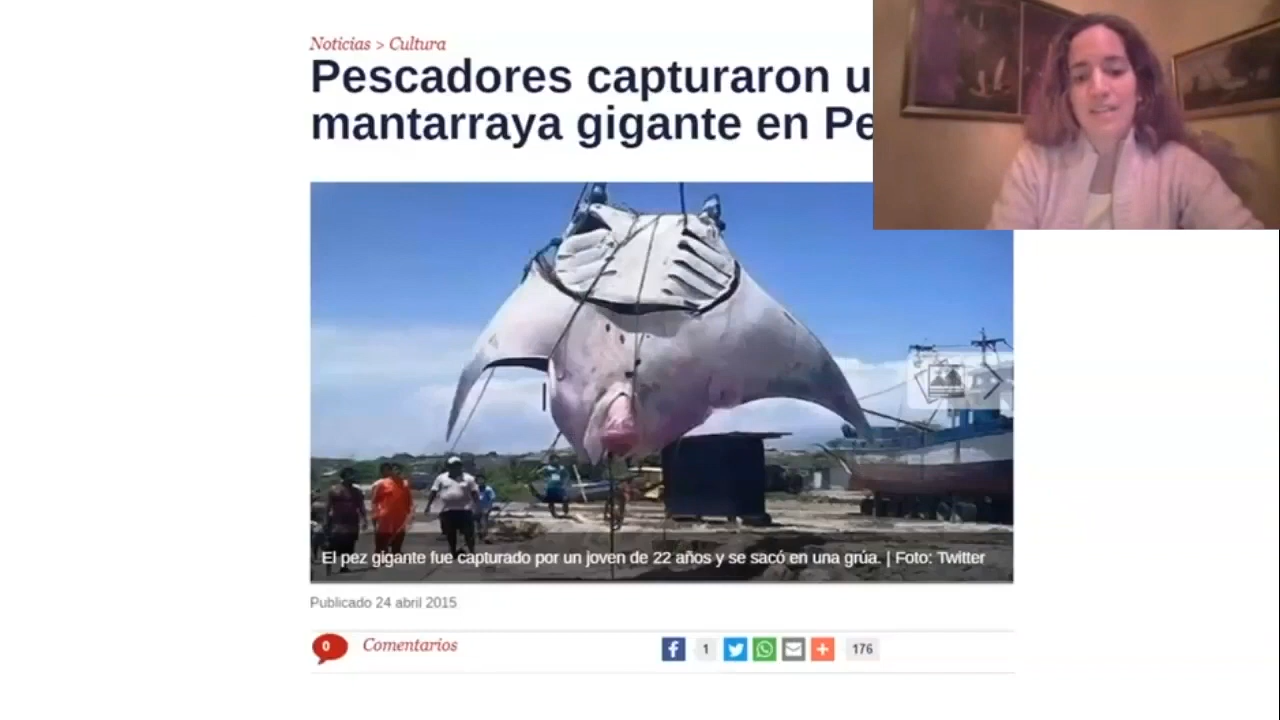 Noticias > Cultura
Pescadores capturaron u
mantarraya gigante en Pe
El pez gigante fue capturado por un joven de 22 años y se sacó en una grúa. | Foto: Twitter
Publicado 24 abril 2015
0 Comentarios 1 176